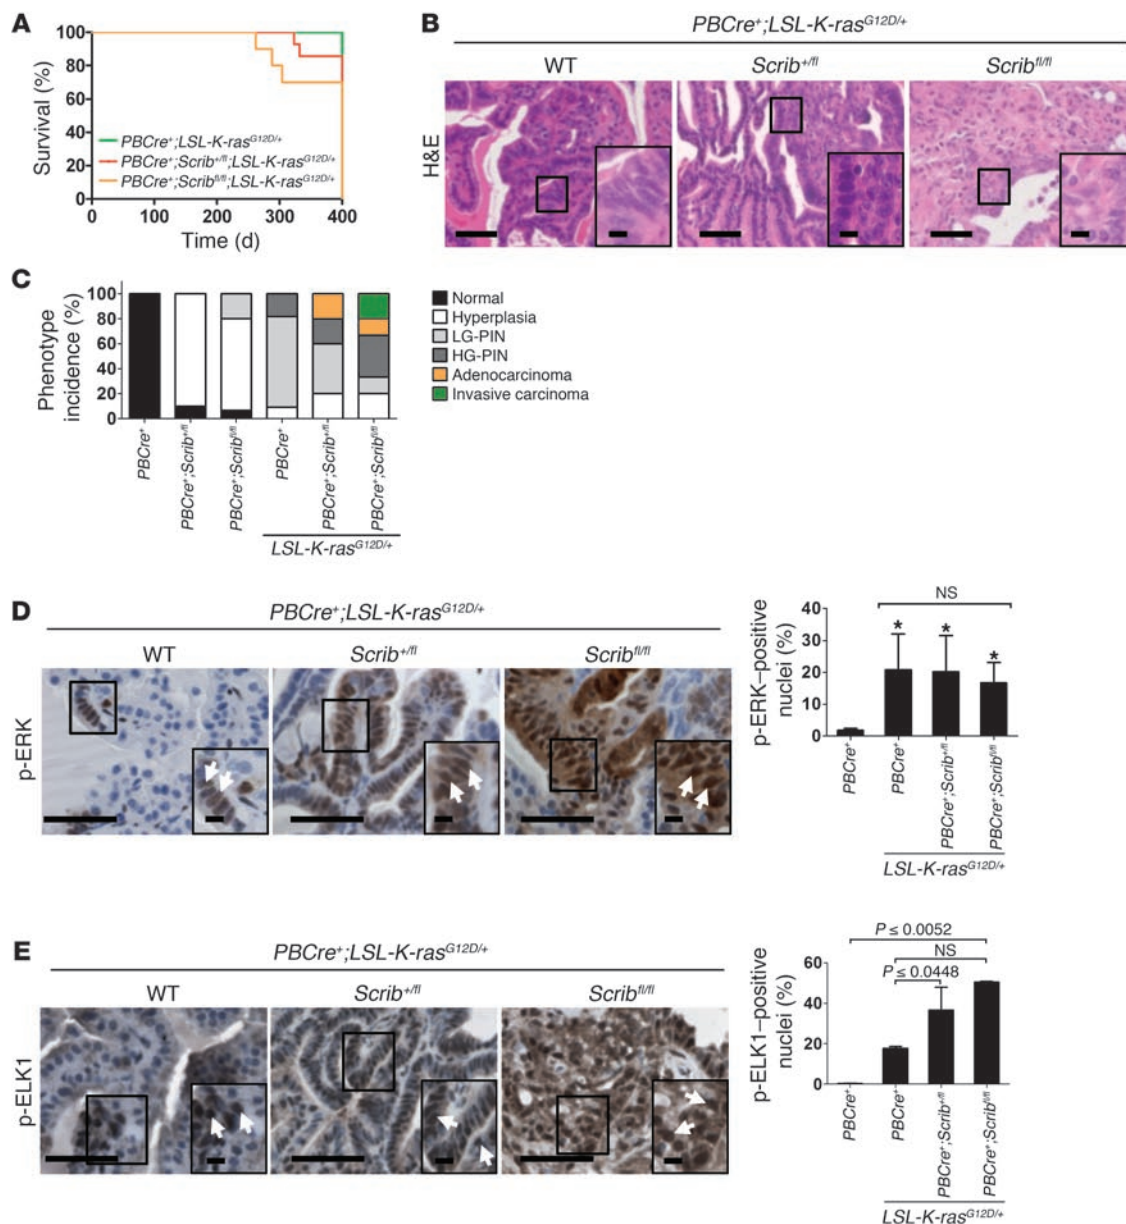 A
Survival (%)
100
80
60
40
20
0
PBCre+;LSL-K-rasG12D/+
PBCre+;Scrib+/fl;LSL-K-rasG12D/+
PBCre+;Scribfl/fl;LSL-K-rasG12D/+
0 100 200 300 400
Time (d)
B
PBCre+;LSL-K-rasG12D/+
WT Scrib+/fl Scribfl/fl
H&E
C
Phenotype
incidence (%)
100
80
60
40
20
0
PBCre+
PBCre+;Scrib+/fl
PBCre+;Scribfl/fl
PBCre+
PBCre+;Scrib+/fl
PBCre+;Scribfl/fl
LSL-K-rasG12D/+
Normal
Hyperplasia
LG-PIN
HG-PIN
Adenocarcinoma
Invasive carcinoma
D
PBCre+;LSL-K-rasG12D/+
WT Scrib+/fl Scribfl/fl
p-ERK
p-ERK–positive
nuclei (%)
40
30
20
10
0
NS
* * *
PBCre+
PBCre+
PBCre+;Scrib+/fl
PBCre+;Scribfl/fl
LSL-K-rasG12D/+
E
PBCre+;LSL-K-rasG12D/+
WT Scrib+/fl Scribfl/fl
p-ELK1
p-ELK1–positive
nuclei (%)
60
40
20
0
P ≤ 0.0052
NS
P ≤ 0.0448
PBCre+
PBCre+
PBCre+;Scrib+/fl
PBCre+;Scribfl/fl
LSL-K-rasG12D/+